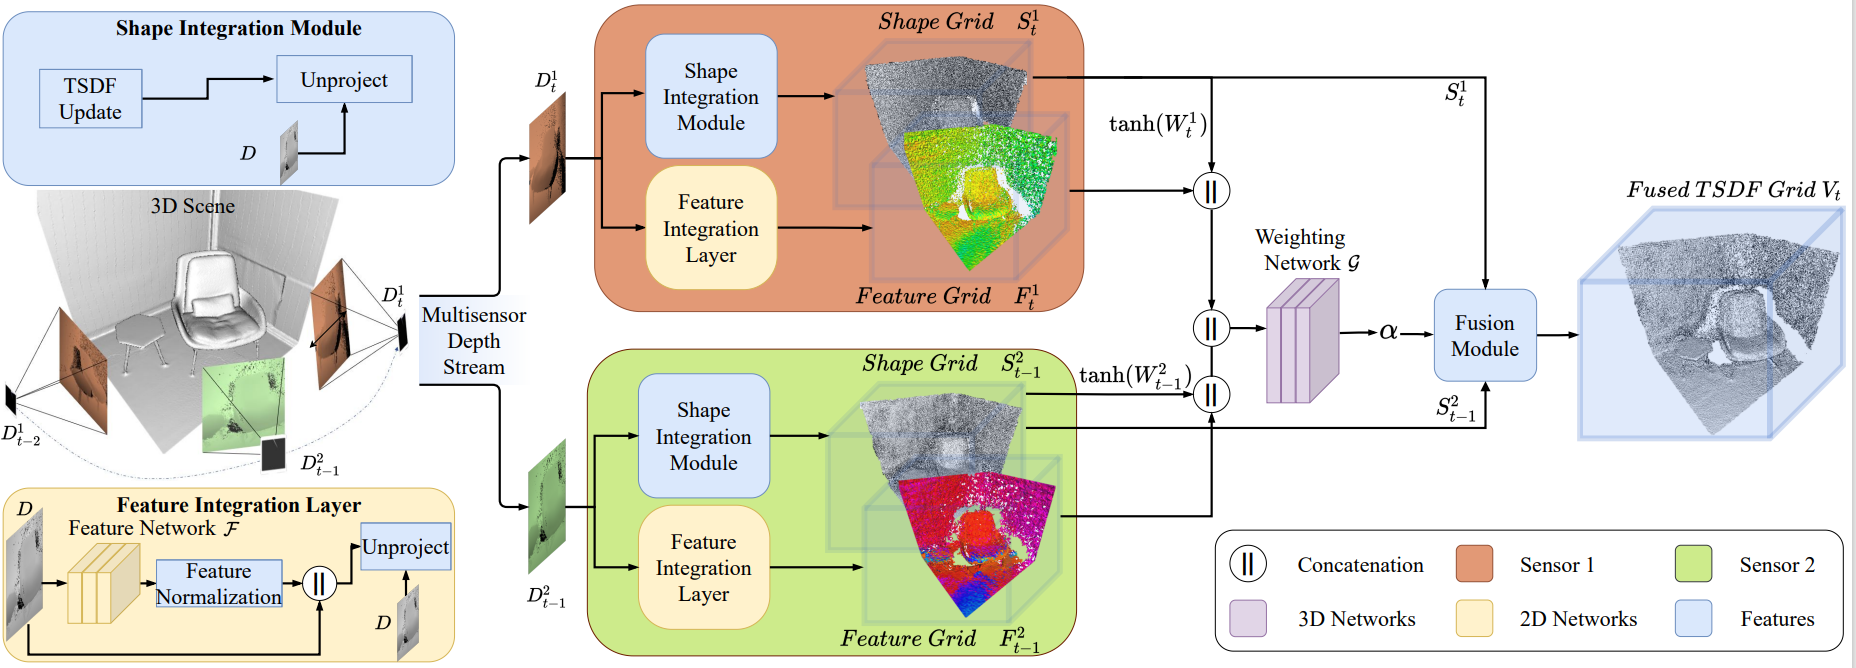 Shape Integration Module
TSDF
Update
Unproject
D
3D Scene
D_t^1
D_{t-2}^1
D_{t-1}^2
Feature Integration Layer
D
Feature Network 𝓕
Feature
Normalization
||
Unproject
D
Multisensor
Depth
Stream
D_t^1
D_{t-1}^2
Shape Grid S_t^1
Shape
Integration
Module
Feature
Integration
Layer
Feature Grid F_t^1
Shape Grid S_{t-1}^2
Shape
Integration
Module
Feature
Integration
Layer
Feature Grid F_{t-1}^2
tanh(W_t^1)
||
||
tanh(W_{t-1}^2)
||
Weighting
Network 𝒢
α
S_t^1
Fusion
Module
S_{t-1}^2
Fused TSDF Grid V_t
|| Concatenation
Sensor 1
Sensor 2
3D Networks
2D Networks
Features